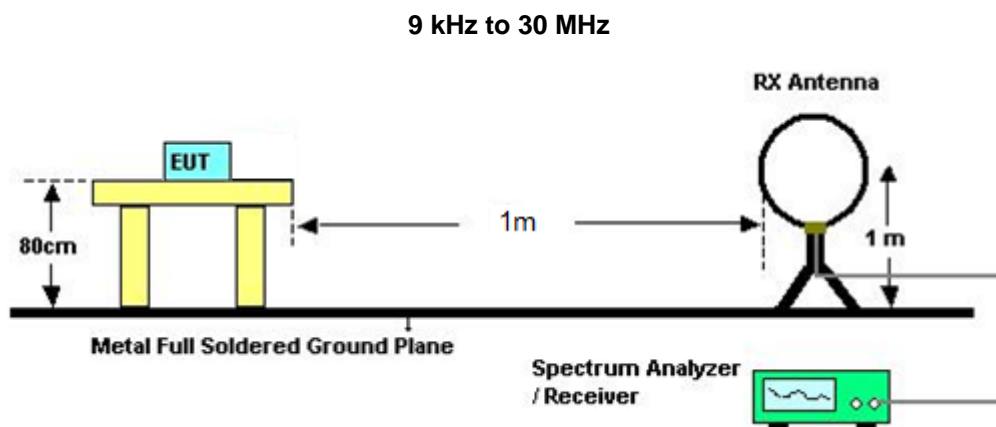 9 kHz to 30 MHz
RX Antenna
EUT
80cm
1m
1 m
Metal Full Soldered Ground Plane
Spectrum Analyzer
/ Receiver